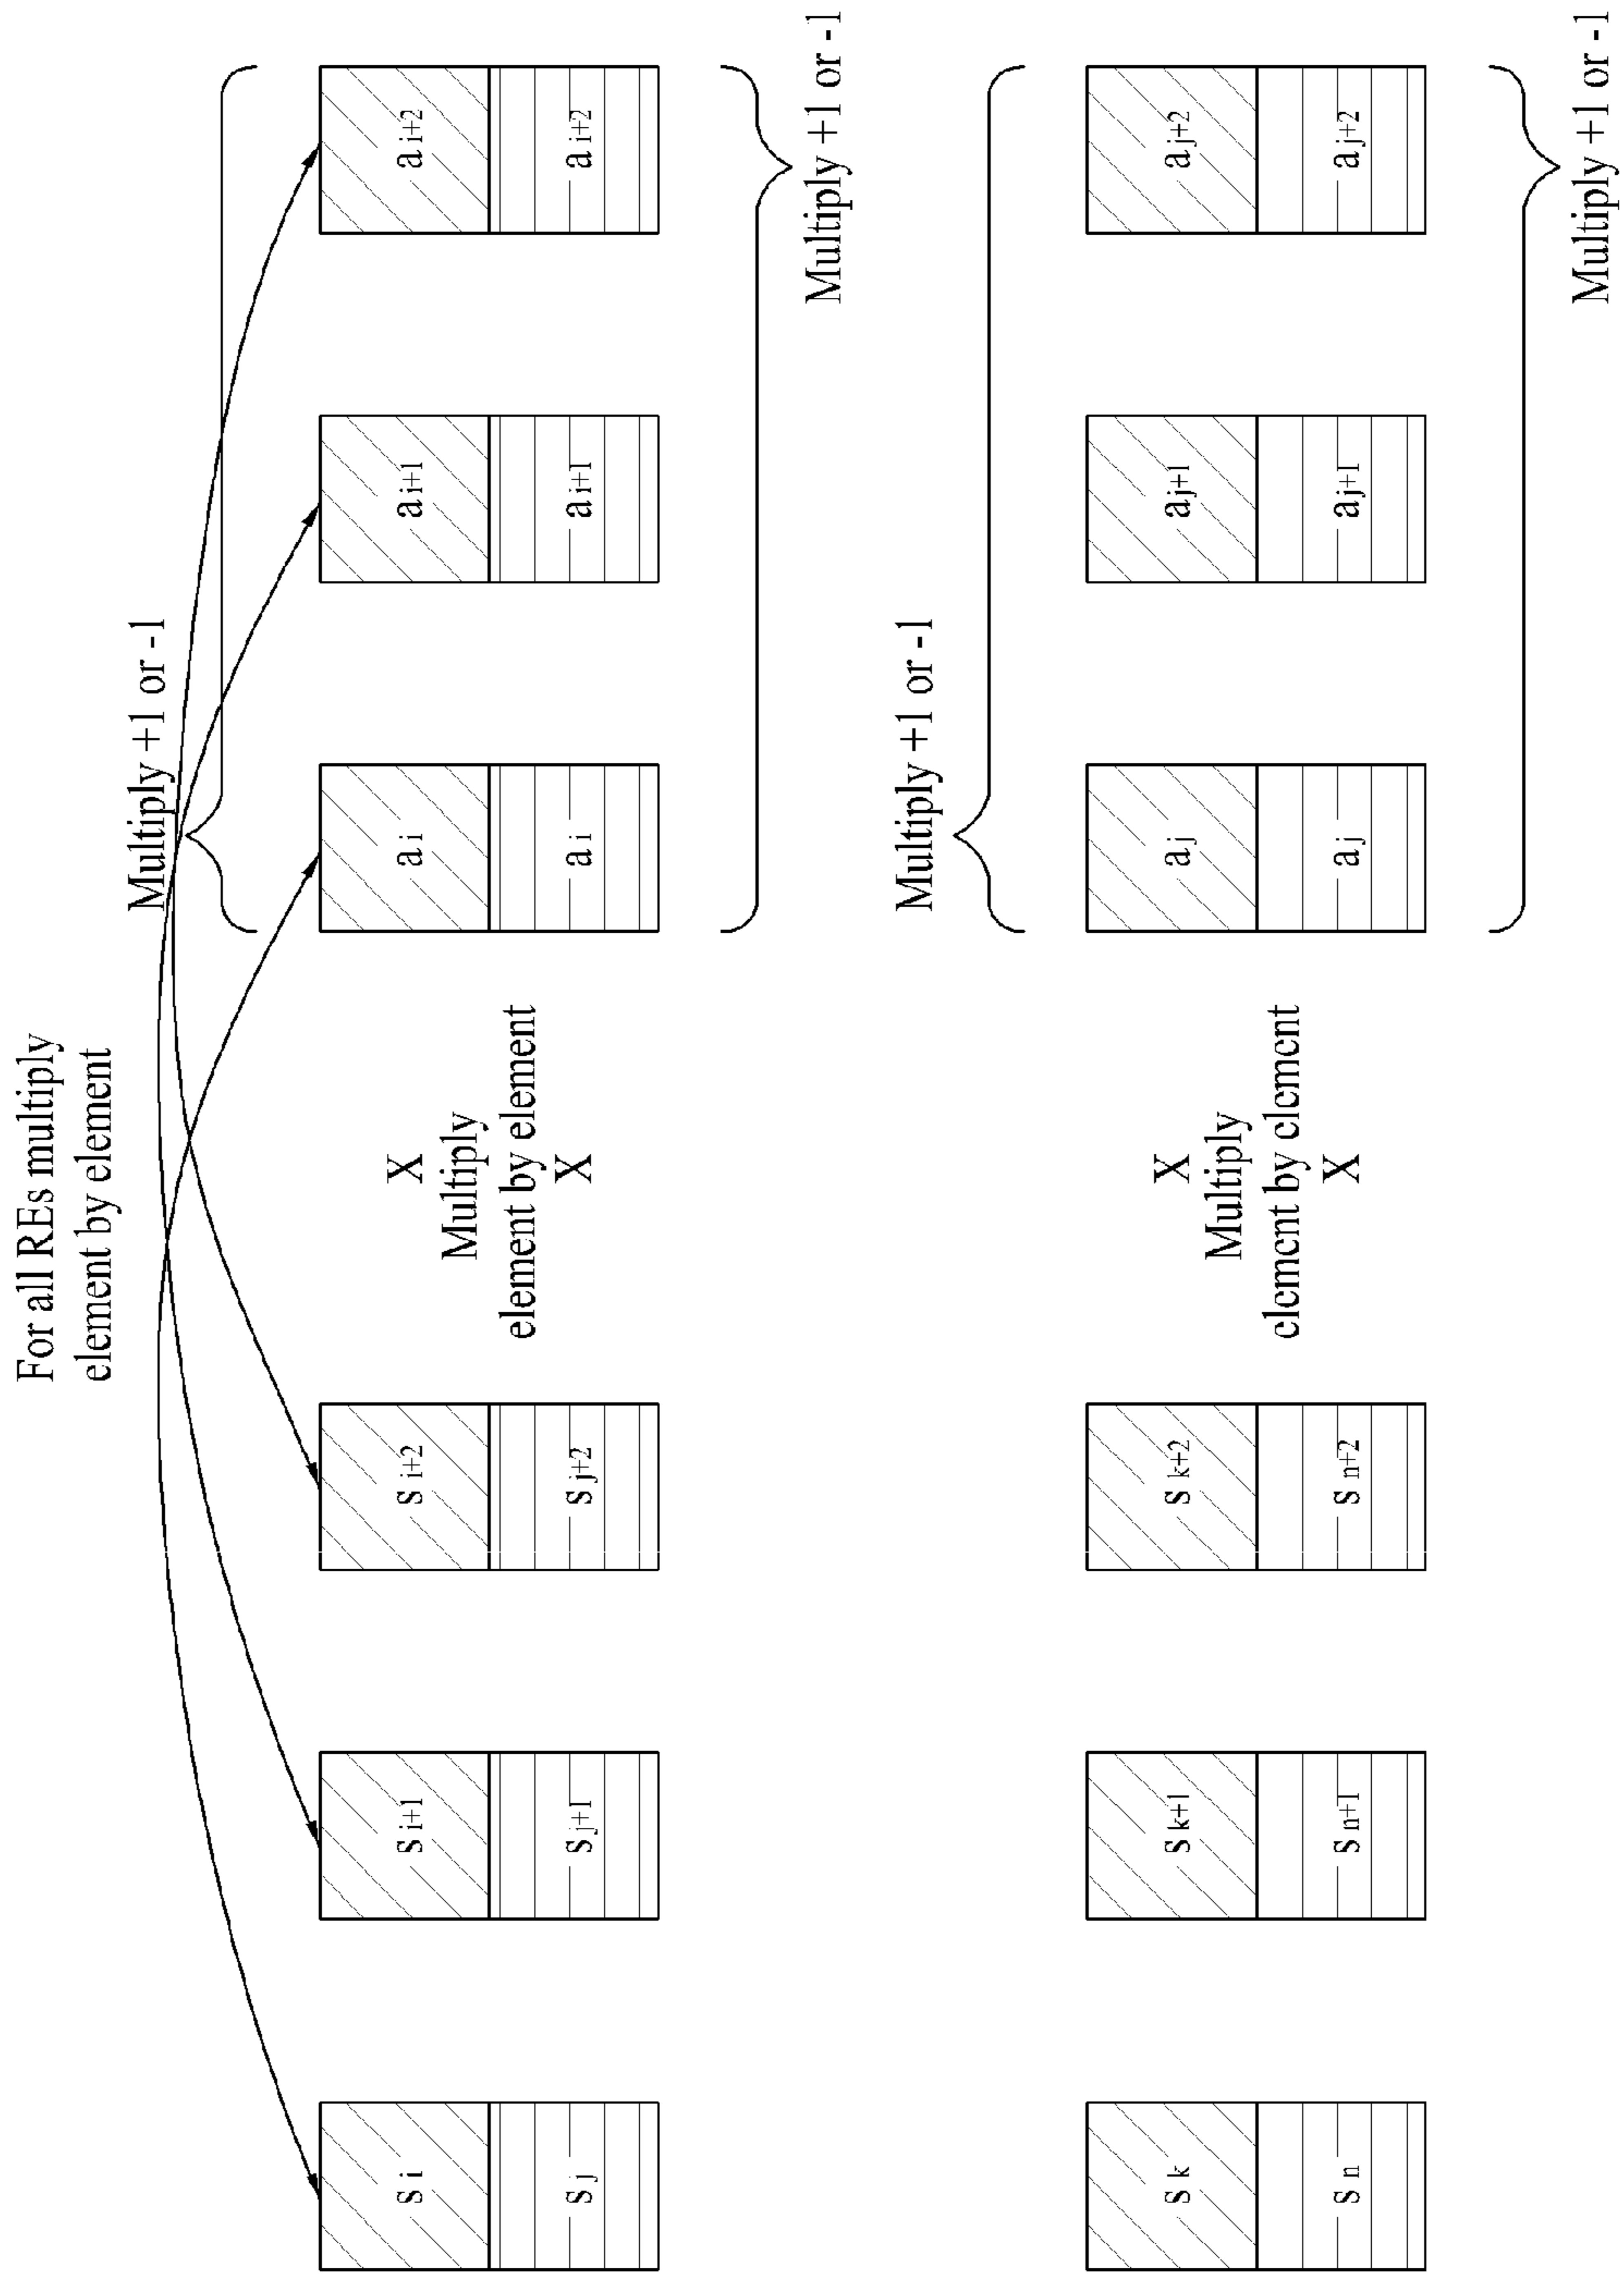 For all REs multiply
element by element
Multiply +1 or -1
s i s i+1 s i+2 X a i a i+1 a i+2
Multiply
element by element
s j s j+1 s j+2 X a i a i+1 a i+2
Multiply +1 or -1
Multiply +1 or -1
s k s k+1 s k+2 X a j a j+1 a j+2
Multiply
element by element
s n s n+1 s n+2 X a j a j+1 a j+2
Multiply +1 or -1